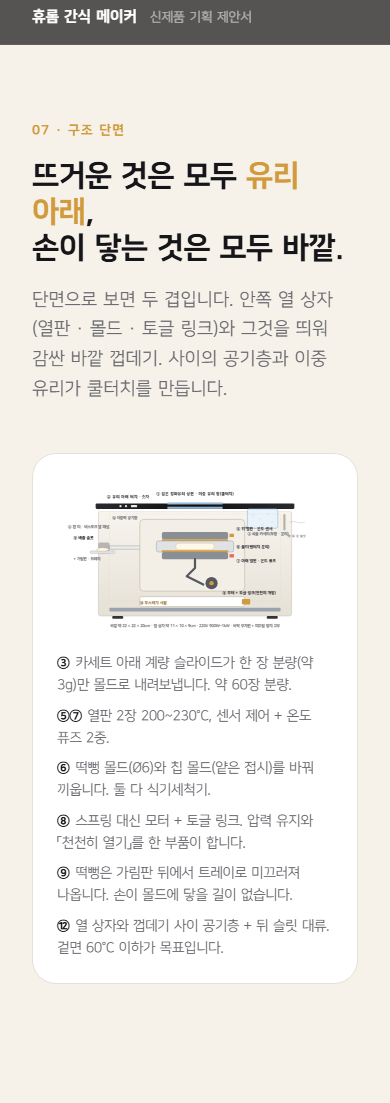 휴롬 간식 메이커 신제품 기획 제안서
07 · 구조 단면
뜨거운 것은 모두 유리
아래,
손이 닿는 것은 모두 바깥.
단면으로 보면 두 겹입니다. 안쪽 열 상자
(열판 · 몰드 · 토글 링크)와 그것을 띄워
감싼 바깥 껍데기. 사이의 공기층과 이중
유리가 쿨터치를 만듭니다.
③ 카세트 아래 계량 슬라이드가 한 장 분량(약
3g)만 몰드로 내려보냅니다. 약 60장 분량.
⑤⑦ 열판 2장 200~230℃, 센서 제어 + 온도
퓨즈 2중.
⑥ 떡뻥 몰드(Ø6)와 칩 몰드(얕은 접시)를 바꿔
끼웁니다. 둘 다 식기세척기.
⑧ 스프링 대신 모터 + 토글 링크. 압력 유지와
「천천히 열기」를 한 부품이 합니다.
⑨ 떡뻥은 가림판 뒤에서 트레이로 미끄러져
나옵니다. 손이 몰드에 닿을 길이 없습니다.
⑫ 열 상자와 껍데기 사이 공기층 + 뒤 슬릿 대류.
겉면 60℃ 이하가 목표입니다.